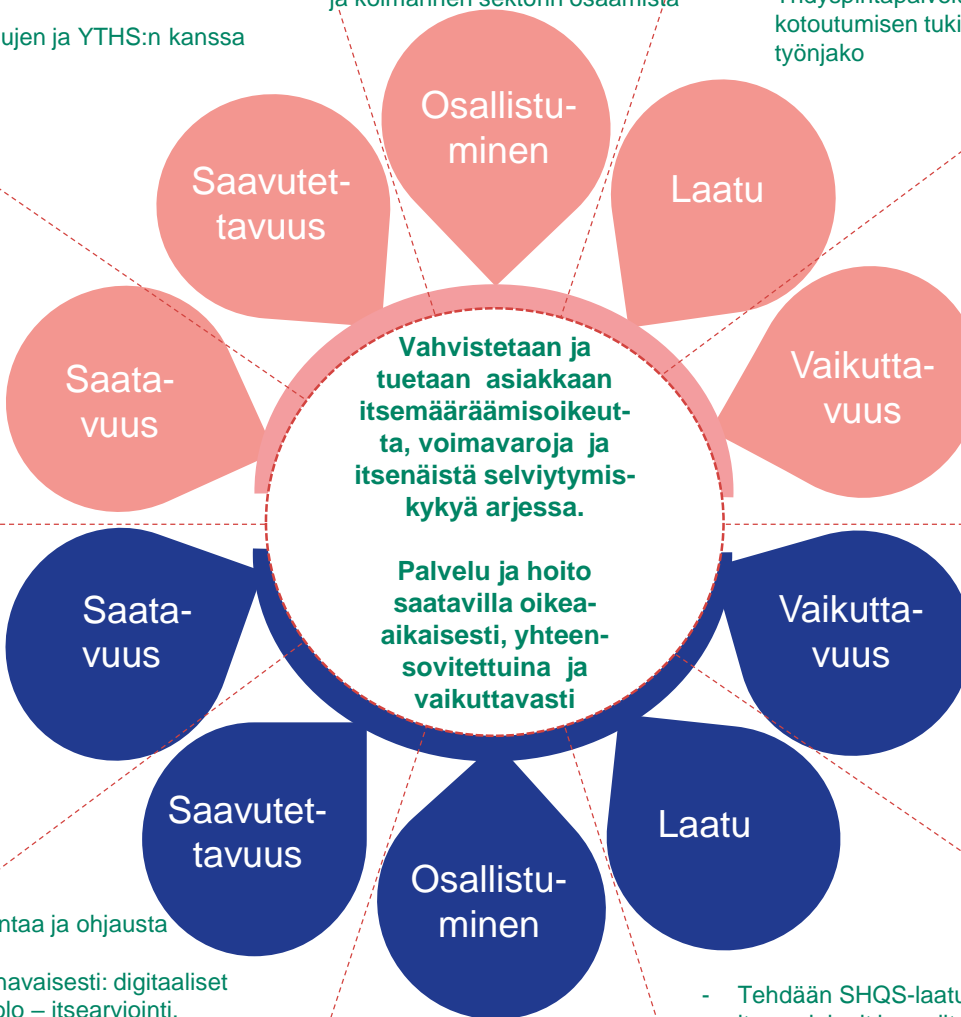 ja kolmannen sektorin osaamista
ujen ja YTHS:n kanssa
kotoutumisen tuki
työnjako
Osallistu-
minen
Saavutet-
tavuus
Laatu
Saata-
vuus
Vaikutta-
vuus
Vahvistetaan ja
tuetaan asiakkaan
itsemääräämisoikeut-
ta, voimavaroja ja
itsenäistä selviytymis-
kykyä arjessa.
Palvelu ja hoito
saatavilla oikea-
aikaisesti, yhteen-
sovitettuina ja
vaikuttavasti
Saata-
vuus
Vaikutta-
vuus
Saavutet-
tavuus
Laatu
Osallistu-
minen
ntaa ja ohjausta
navaisesti: digitaaliset
olo – itsearviointi.
- Tehdään SHQS-laatu